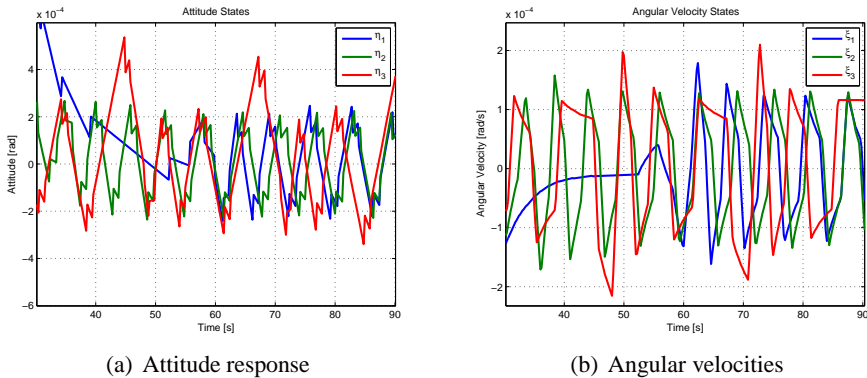 Attitude States
x 10⁻⁴
η₁
η₂
η₃
4
2
0
−2
−4
−6
Attitude [rad]
40
50
60
70
80
90
Time [s]
(a) Attitude response
Angular Velocity States
x 10⁻⁴
ξ₁
ξ₂
ξ₃
2
1
0
−1
−2
Angular Velocity [rad/s]
40
50
60
70
80
90
Time [s]
(b) Angular velocities